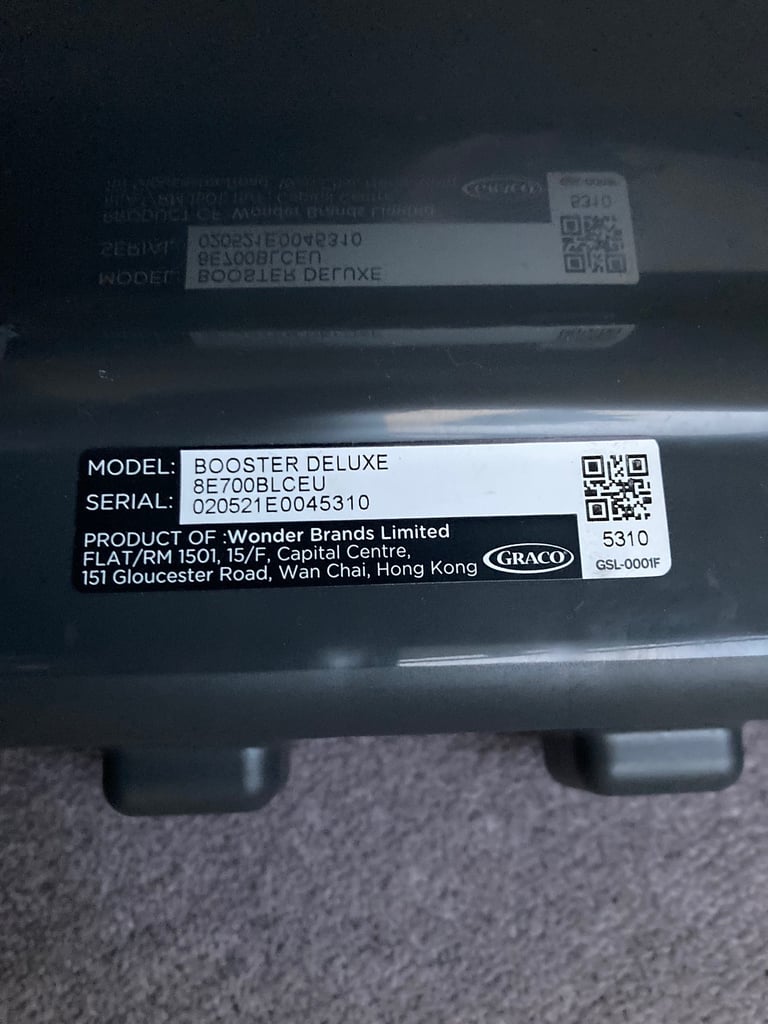 MODEL: BOOSTER DELUXE
8E700BLCEU
SERIAL: 020521E0045310
PRODUCT OF :Wonder Brands Limited
FLAT/RM 1501, 15/F, Capital Centre,
151 Gloucester Road, Wan Chai, Hong Kong
GRACO
5310
GSL-0001F